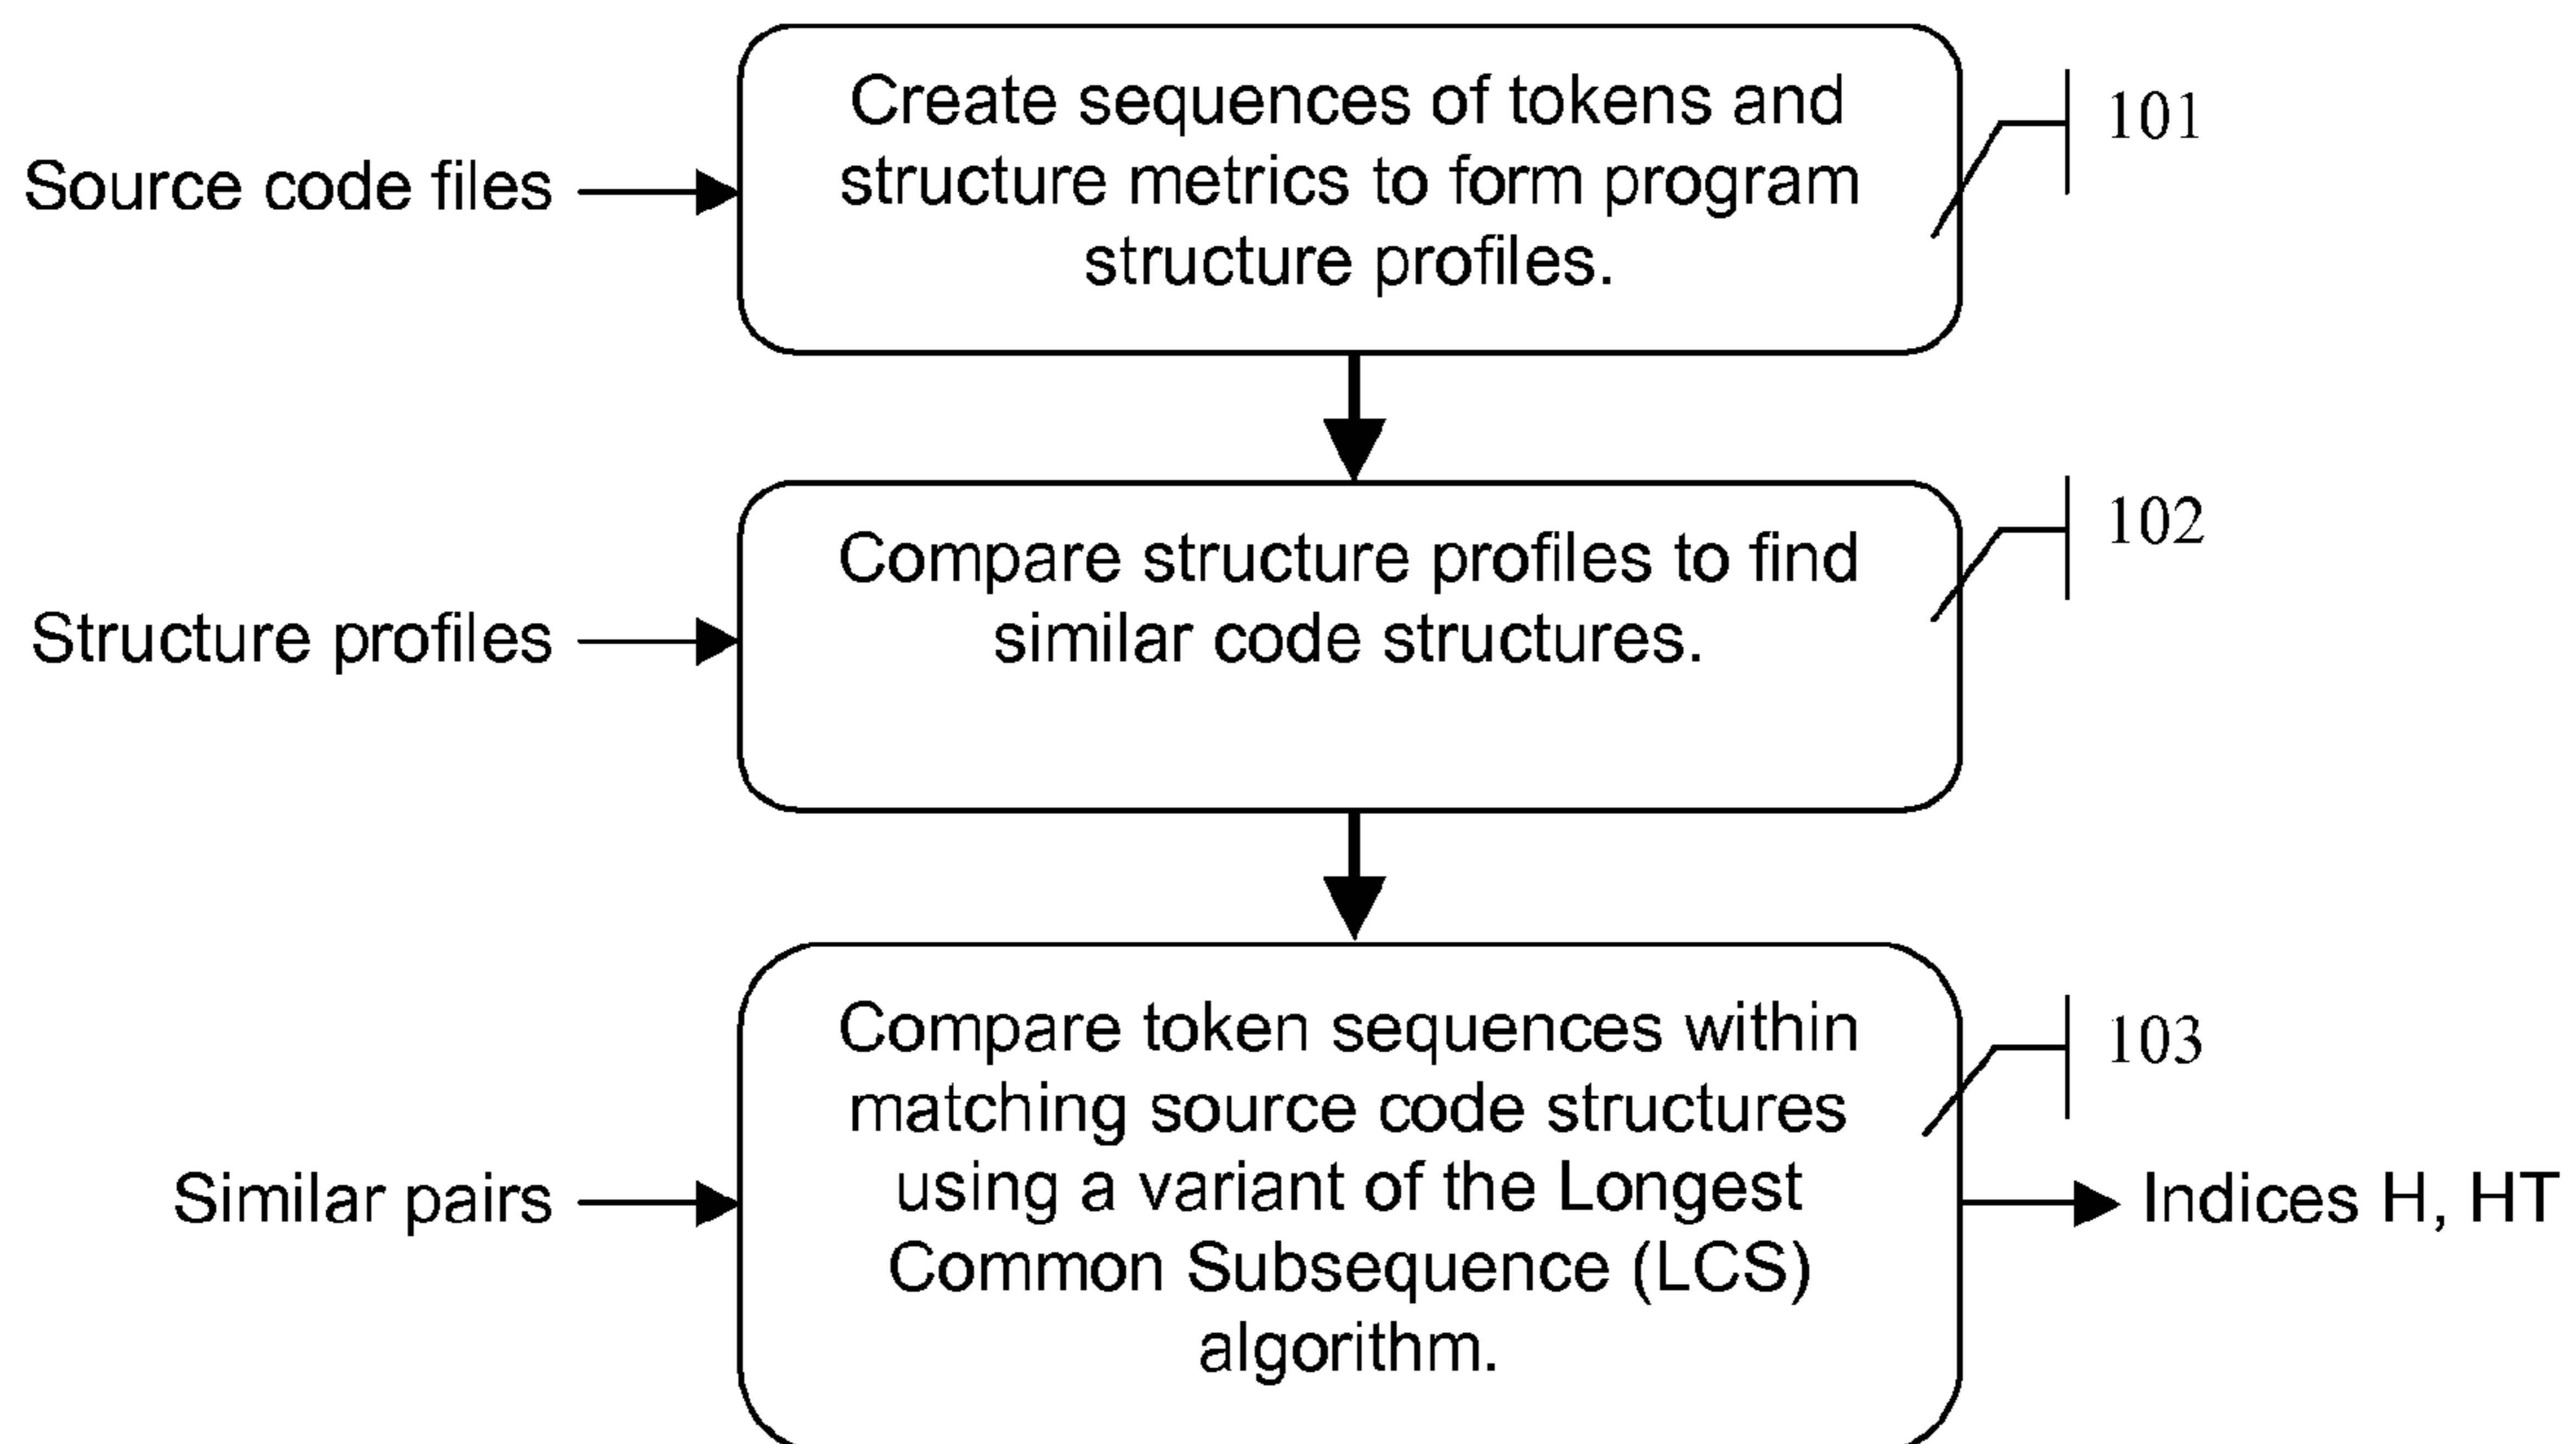 Create sequences of tokens and
structure metrics to form program
structure profiles.
101
Source code files
Compare structure profiles to find
similar code structures.
102
Structure profiles
Compare token sequences within
matching source code structures
using a variant of the Longest
Common Subsequence (LCS)
algorithm.
103
Similar pairs
Indices H, HT